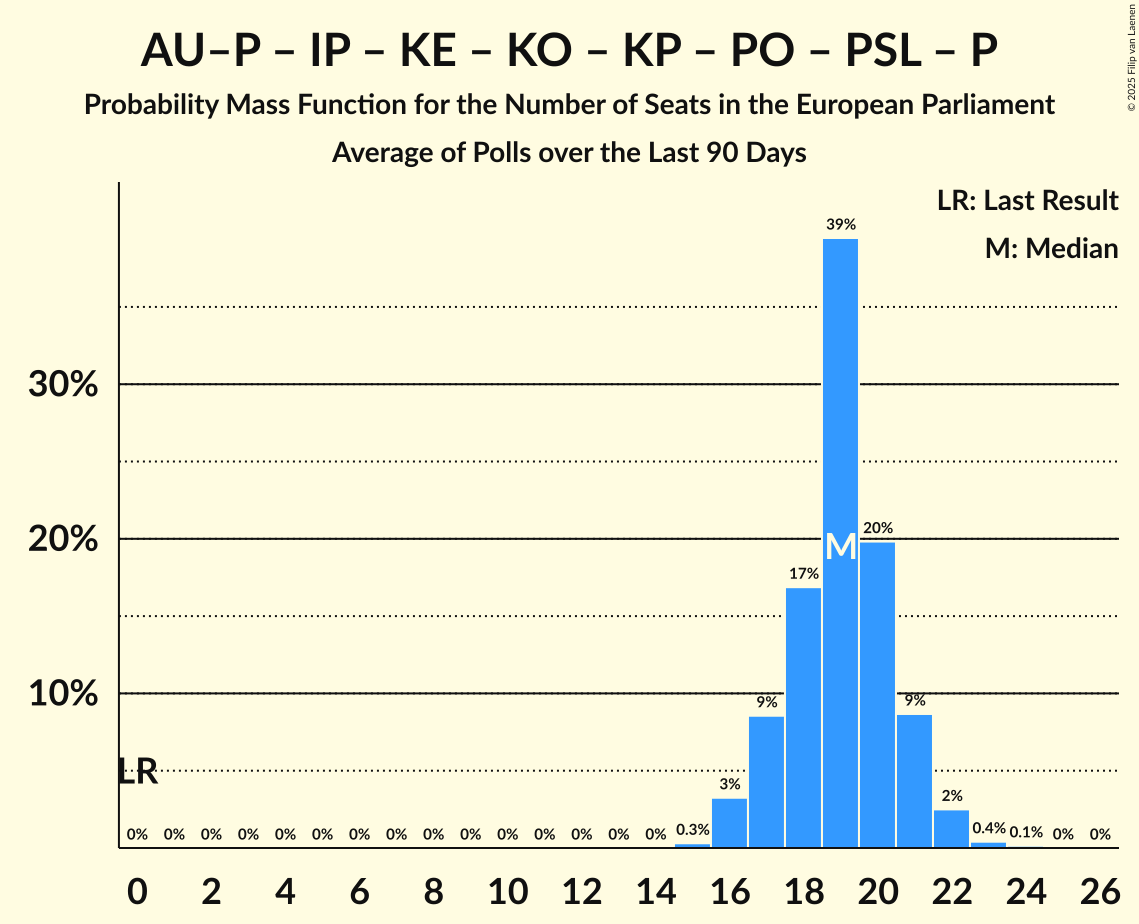 AU–P – IP – KE – KO – KP – PO – PSL – P
Probability Mass Function for the Number of Seats in the European Parliament
Average of Polls over the Last 90 Days
© 2025 Filip van Laenen
LR: Last Result
M: Median
39%
30%
20%
20%
M
17%
10%
9%
9%
LR
3%
2%
0% 0% 0% 0% 0% 0% 0% 0% 0% 0% 0% 0% 0% 0% 0% 0.3% 0.4% 0.1% 0% 0%
0 2 4 6 8 10 12 14 16 18 20 22 24 26